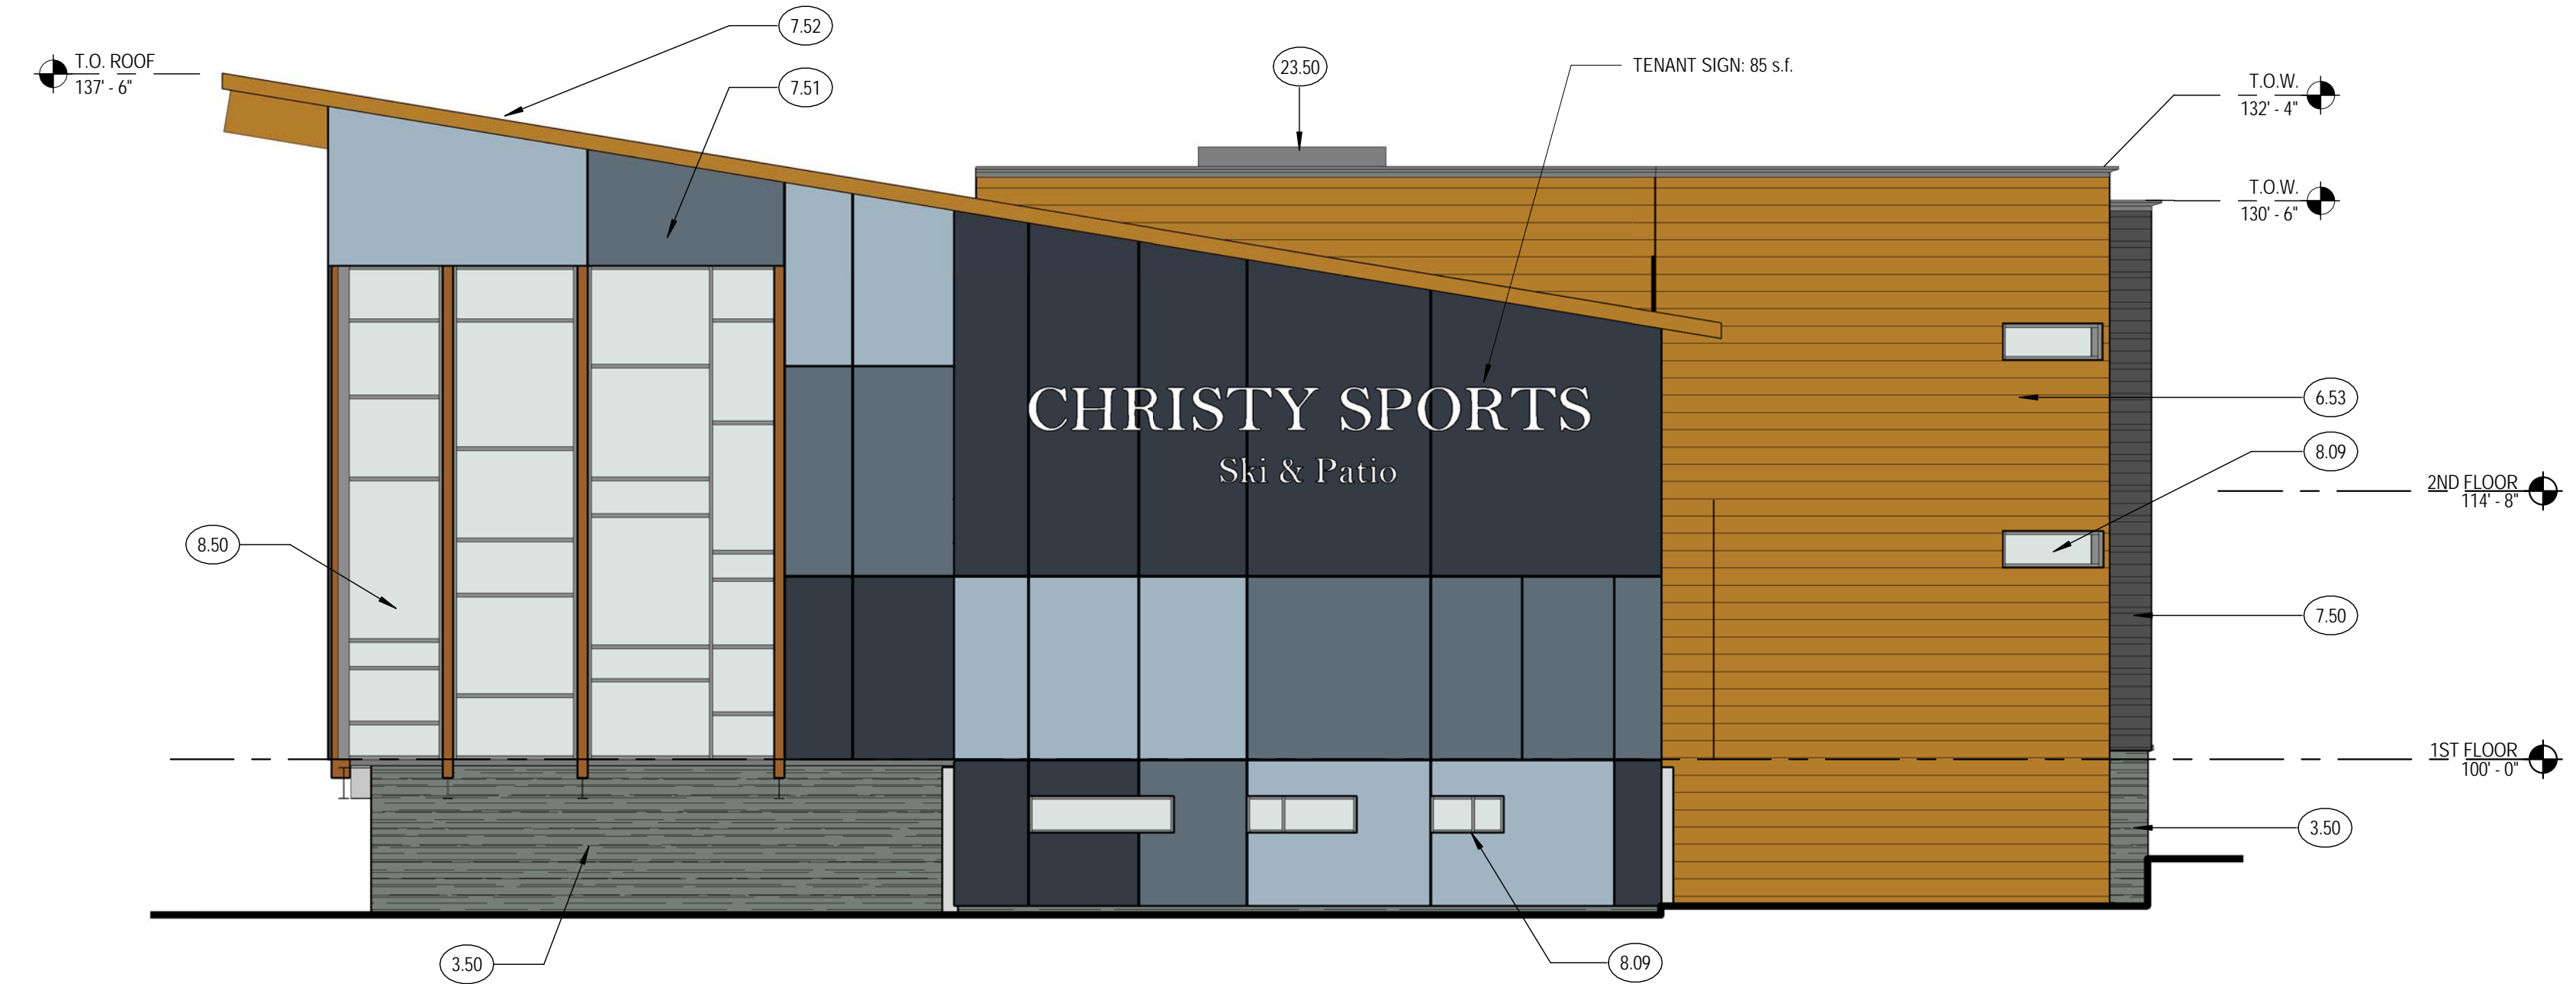 7.52
T.O. ROOF
137' - 6"
23.50
TENANT SIGN: 85 s.f.
7.51
T.O.W.
132' - 4"
T.O.W.
130' - 6"
6.53
CHRISTY SPORTS
8.09
Ski & Patio
2ND FLOOR
114' - 8"
8.50
7.50
1ST FLOOR
100' - 0"
3.50
3.50
8.09